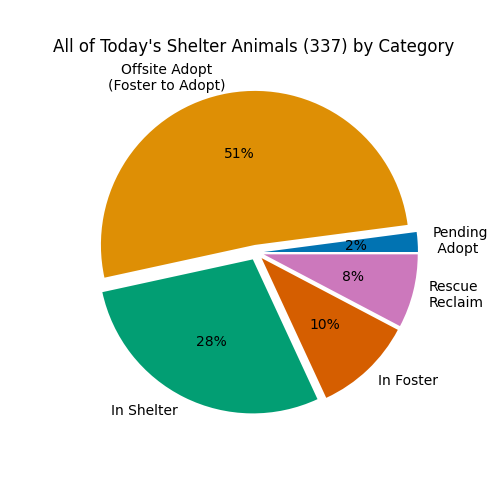 All of Today's Shelter Animals (337) by Category
Offsite Adopt
(Foster to Adopt)
51%
Pending
Adopt
2%
Rescue
Reclaim
8%
10%
In Foster
28%
In Shelter